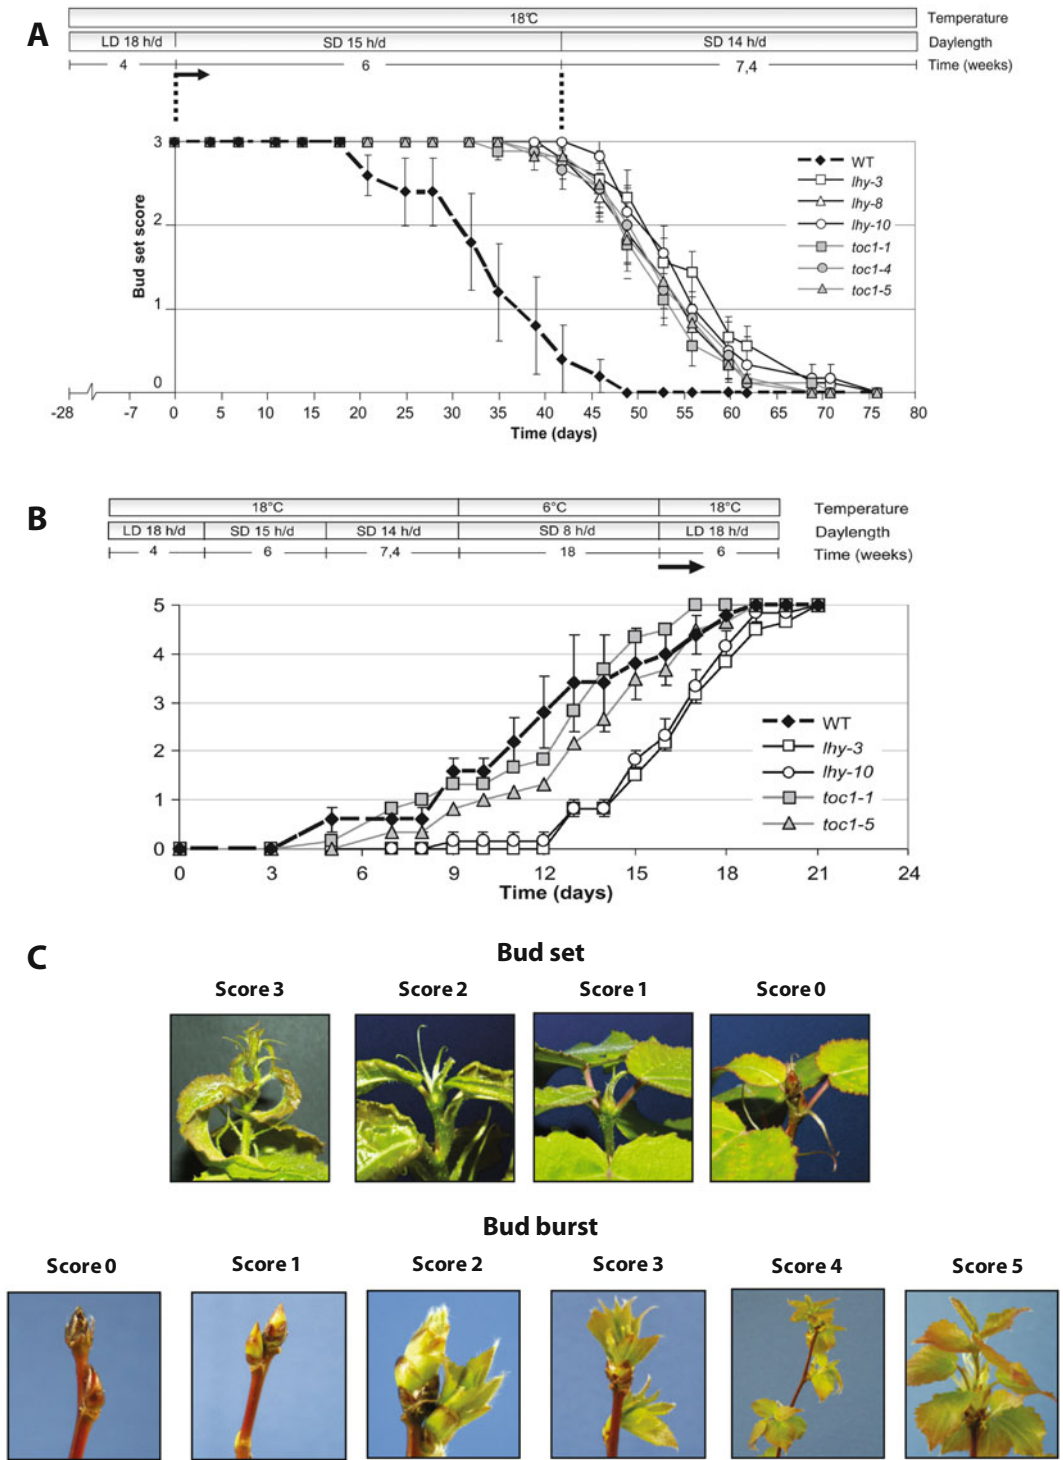 A
18°C Temperature
LD 18 h/d SD 15 h/d SD 14 h/d Daylength
4 6 7,4 Time (weeks)
Bud set score
3
2
1
0
WT
lhy-3
lhy-8
lhy-10
toc1-1
toc1-4
toc1-5
-28 -7 0 5 10 15 20 25 30 35 40 45 50 55 60 65 70 75 80
Time (days)
B
18°C 6°C 18°C Temperature
LD 18 h/d SD 15 h/d SD 14 h/d SD 8 h/d LD 18 h/d Daylength
4 6 7,4 18 6 Time (weeks)
5
4
3
2
1
0
WT
lhy-3
lhy-10
toc1-1
toc1-5
0 3 6 9 12 15 18 21 24
Time (days)
C
Bud set
Score 3 Score 2 Score 1 Score 0
Bud burst
Score 0 Score 1 Score 2 Score 3 Score 4 Score 5